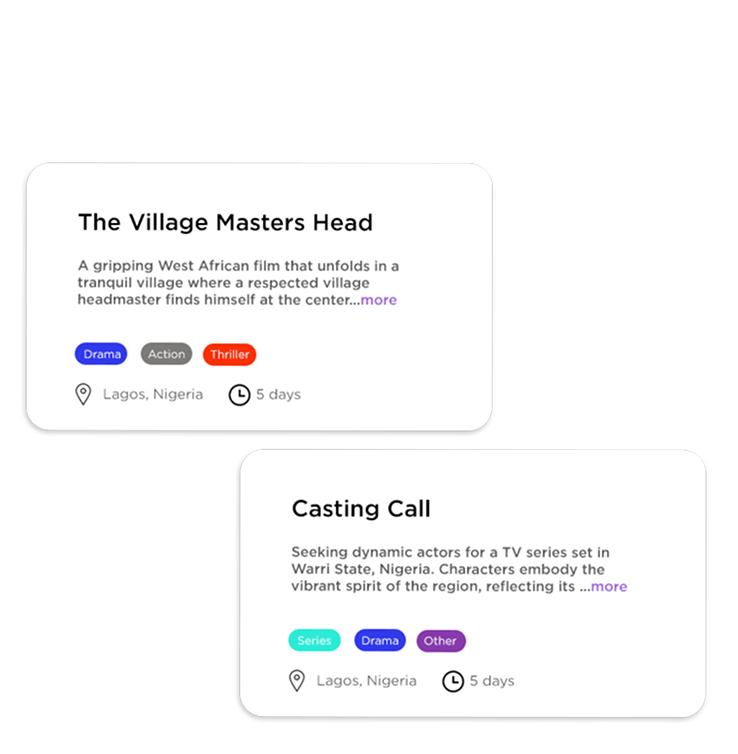 The Village Masters Head
A gripping West African film that unfolds in a
tranquil village where a respected village
headmaster finds himself at the center...more
Drama Action Thriller
Lagos, Nigeria 5 days
Casting Call
Seeking dynamic actors for a TV series set in
Warri State, Nigeria. Characters embody the
vibrant spirit of the region, reflecting its ...more
Series Drama Other
Lagos, Nigeria 5 days